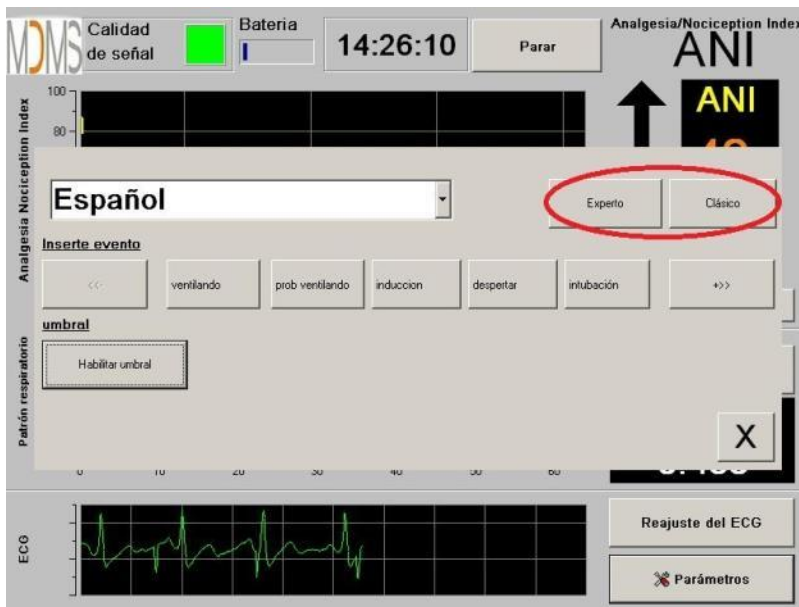 MDMS
Calidad
de señal
Bateria
14:26:10
Parar
Analgesia/Nociception Index
ANI
ANI
100
80
Analgesia Nociception Index
Español
Experto
Clásico
Inserte evento
<<
ventilando
prob ventilando
induccion
despertar
intubación
+>>
umbral
Habilitar umbral
X
Patrón respiratorio
0 10 20 30 40 50 60
ECG
Reajuste del ECG
Parámetros